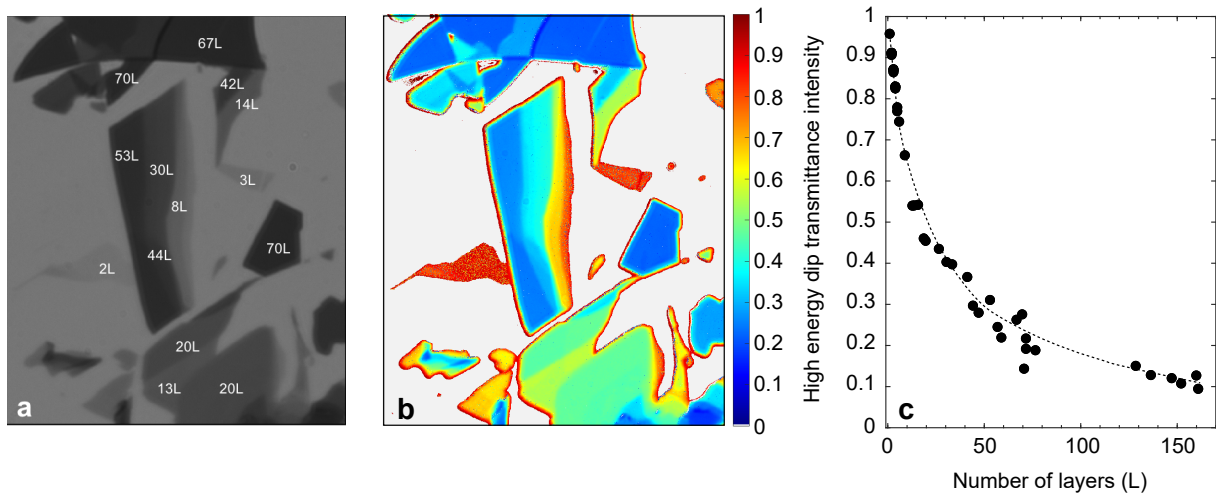 67L
70L
42L
14L
53L
30L
3L
8L
70L
44L
2L
20L
13L
20L
a
b
1
0.9
0.8
0.7
0.6
0.5
0.4
0.3
0.2
0.1
0
High energy dip transmittance intensity
1
0.9
0.8
0.7
0.6
0.5
0.4
0.3
0.2
0.1
0
c
0
50
100
150
Number of layers (L)